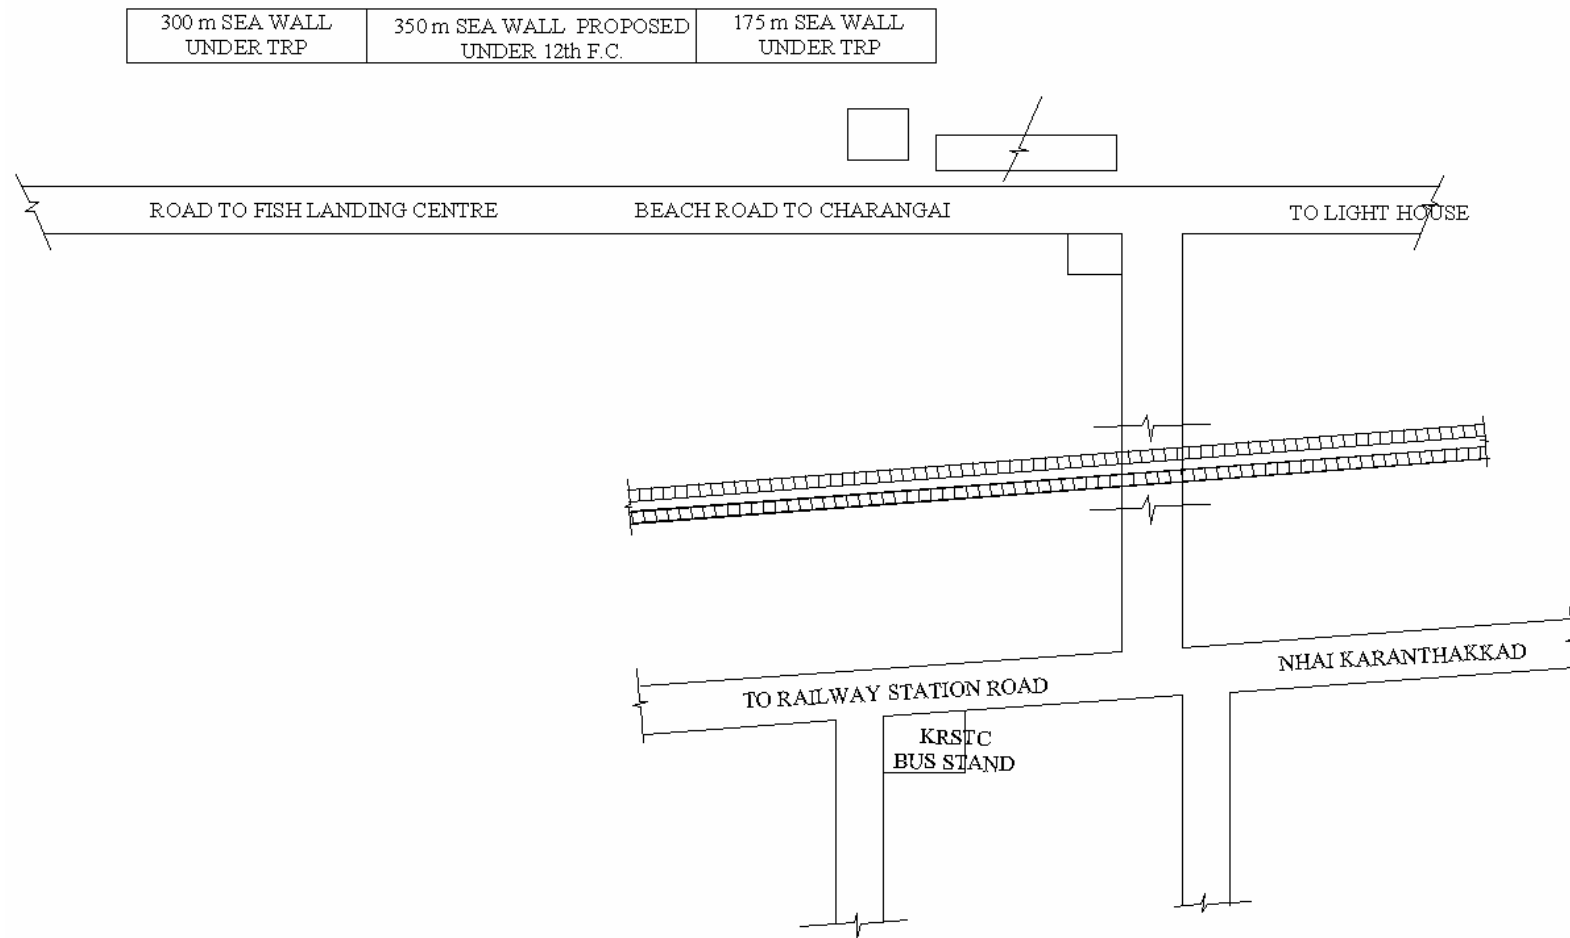 300 m SEA WALL
UNDER TRP
350 m SEA WALL PROPOSED
UNDER 12th F.C.
175 m SEA WALL
UNDER TRP
ROAD TO FISH LANDING CENTRE
BEACH ROAD TO CHARANGAI
TO LIGHT HOUSE
NHAI KARANTHAKKAD
TO RAILWAY STATION ROAD
KRSTC
BUS STAND